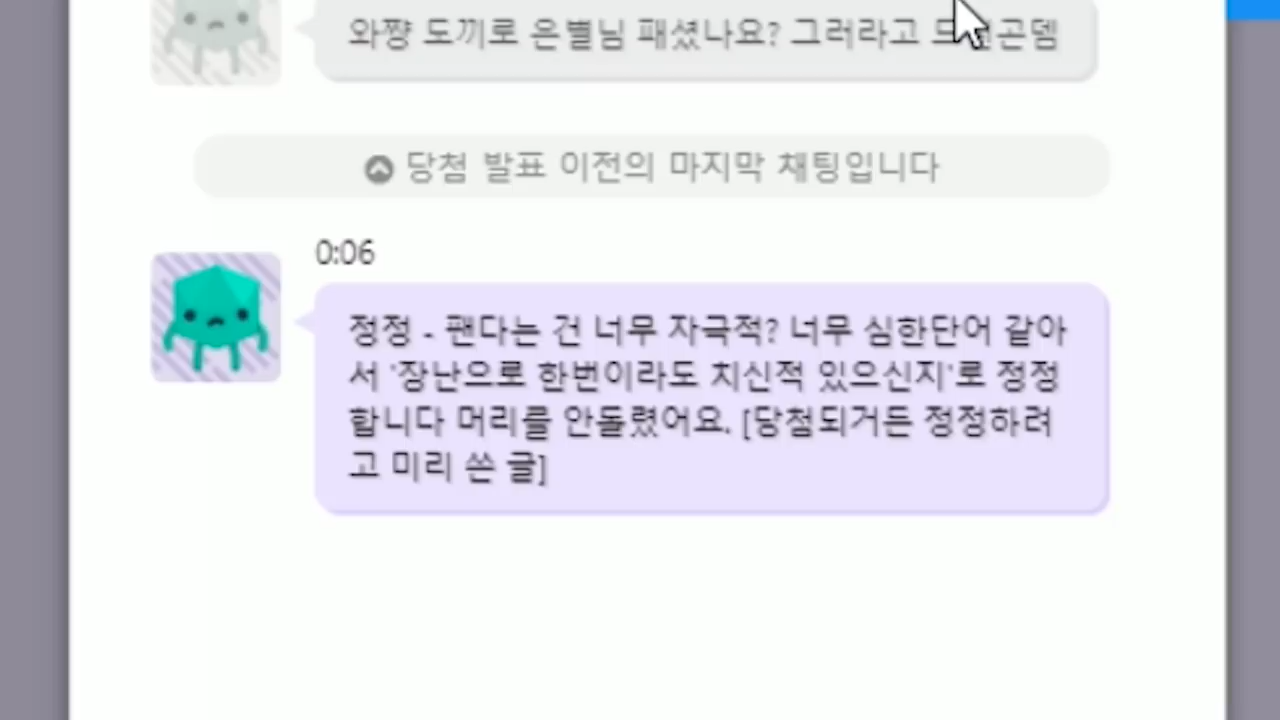 와쨩 도끼로 은별님 패셨나요? 그러라고
당첨 발표 이전의 마지막 채팅입니다
0:06
정정 - 팬다는 건 너무 자극적? 너무 심한단어 같아
서 '장난으로 한번이라도 치신적 있으신지'로 정정
합니다 머리를 안돌렸어요. [당첨되거든 정정하려
고 미리 쓴 글]